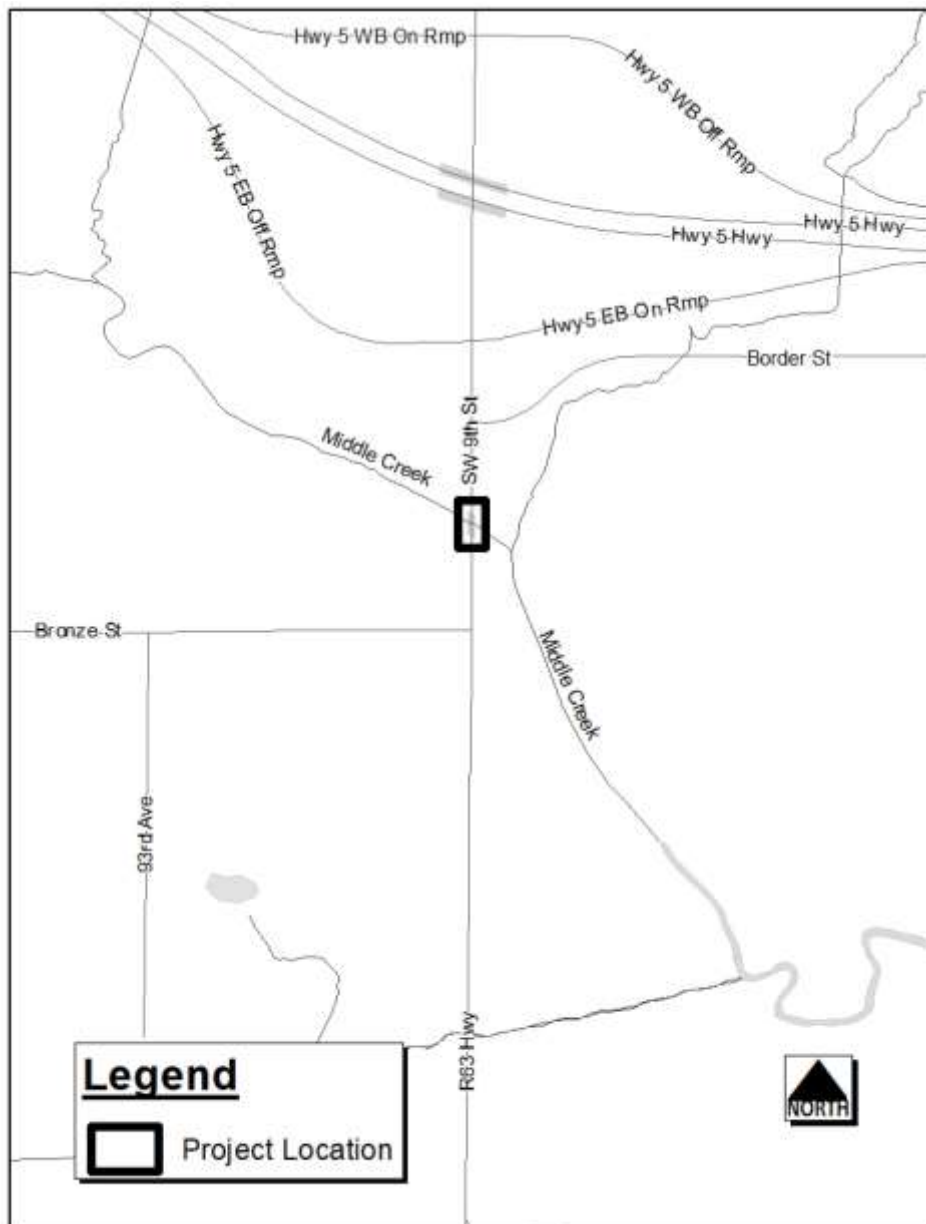 Hwy 5 WB On Rmp
Hwy 5 WB Off Rmp
Hwy 5 EB Off Rmp
Hwy 5 Hwy
Hwy 5 Hwy
Hwy 5 EB On Rmp
Border St
SW 9th St
Middle Creek
Bronze St
Middle Creek
93rd Ave
R63 Hwy
Legend
Project Location
NORTH